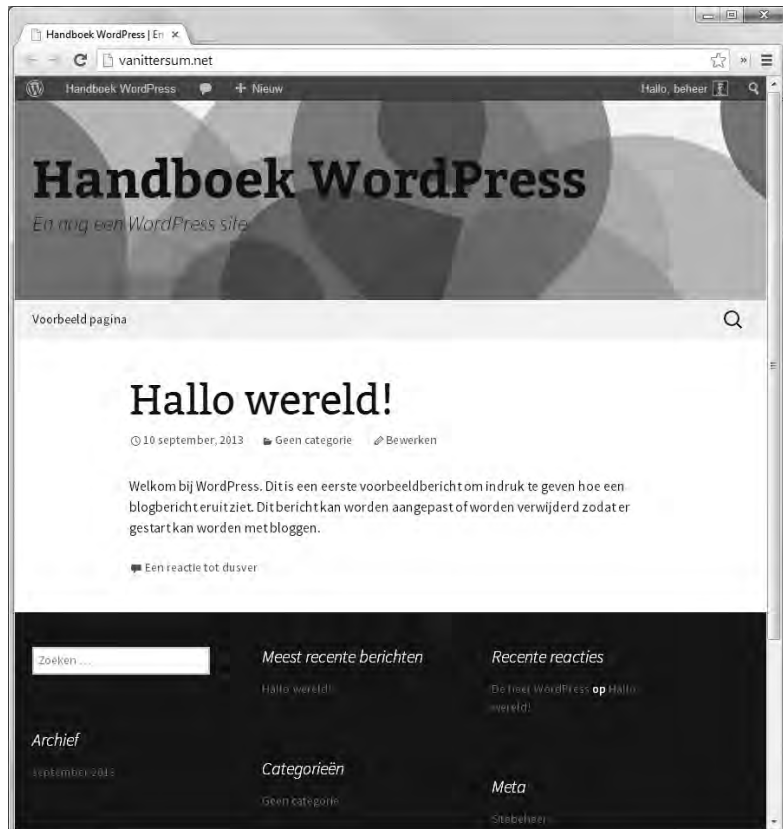 Handboek WordPress | En
vanittersum.net
Handboek WordPress
Nieuw
Hallo, beheer
Handboek WordPress
En nog een WordPress site
Voorbeeld pagina
Hallo wereld!
10 september, 2013 Geen categorie Bewerken
Welkom bij WordPress. Dit is een eerste voorbeeldbericht om indruk te geven hoe een
blogbericht eruit ziet. Dit bericht kan worden aangepast of worden verwijderd zodat er
gestart kan worden met bloggen.
Een reactie tot dusver
Zoeken ...
Archief
september 2013
Meest recente berichten
Hallo wereld!
Categorieën
Geen categorie
Recente reacties
De heer WordPress op Hallo
wereld!
Meta
Sitebeheer